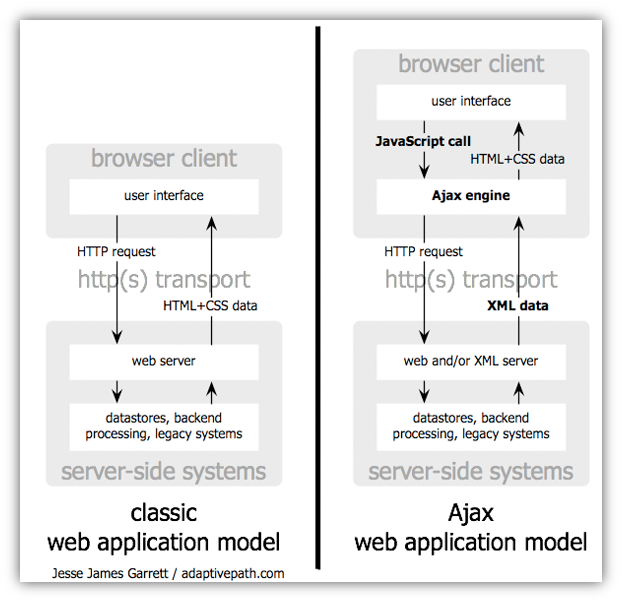 browser client
user interface
HTTP request
http(s) transport
HTML+CSS data
web server
datastores, backend
processing, legacy systems
server-side systems
classic
web application model
Jesse James Garrett / adaptivepath.com
browser client
user interface
JavaScript call
HTML+CSS data
Ajax engine
HTTP request
http(s) transport
XML data
web and/or XML server
datastores, backend
processing, legacy systems
server-side systems
Ajax
web application model